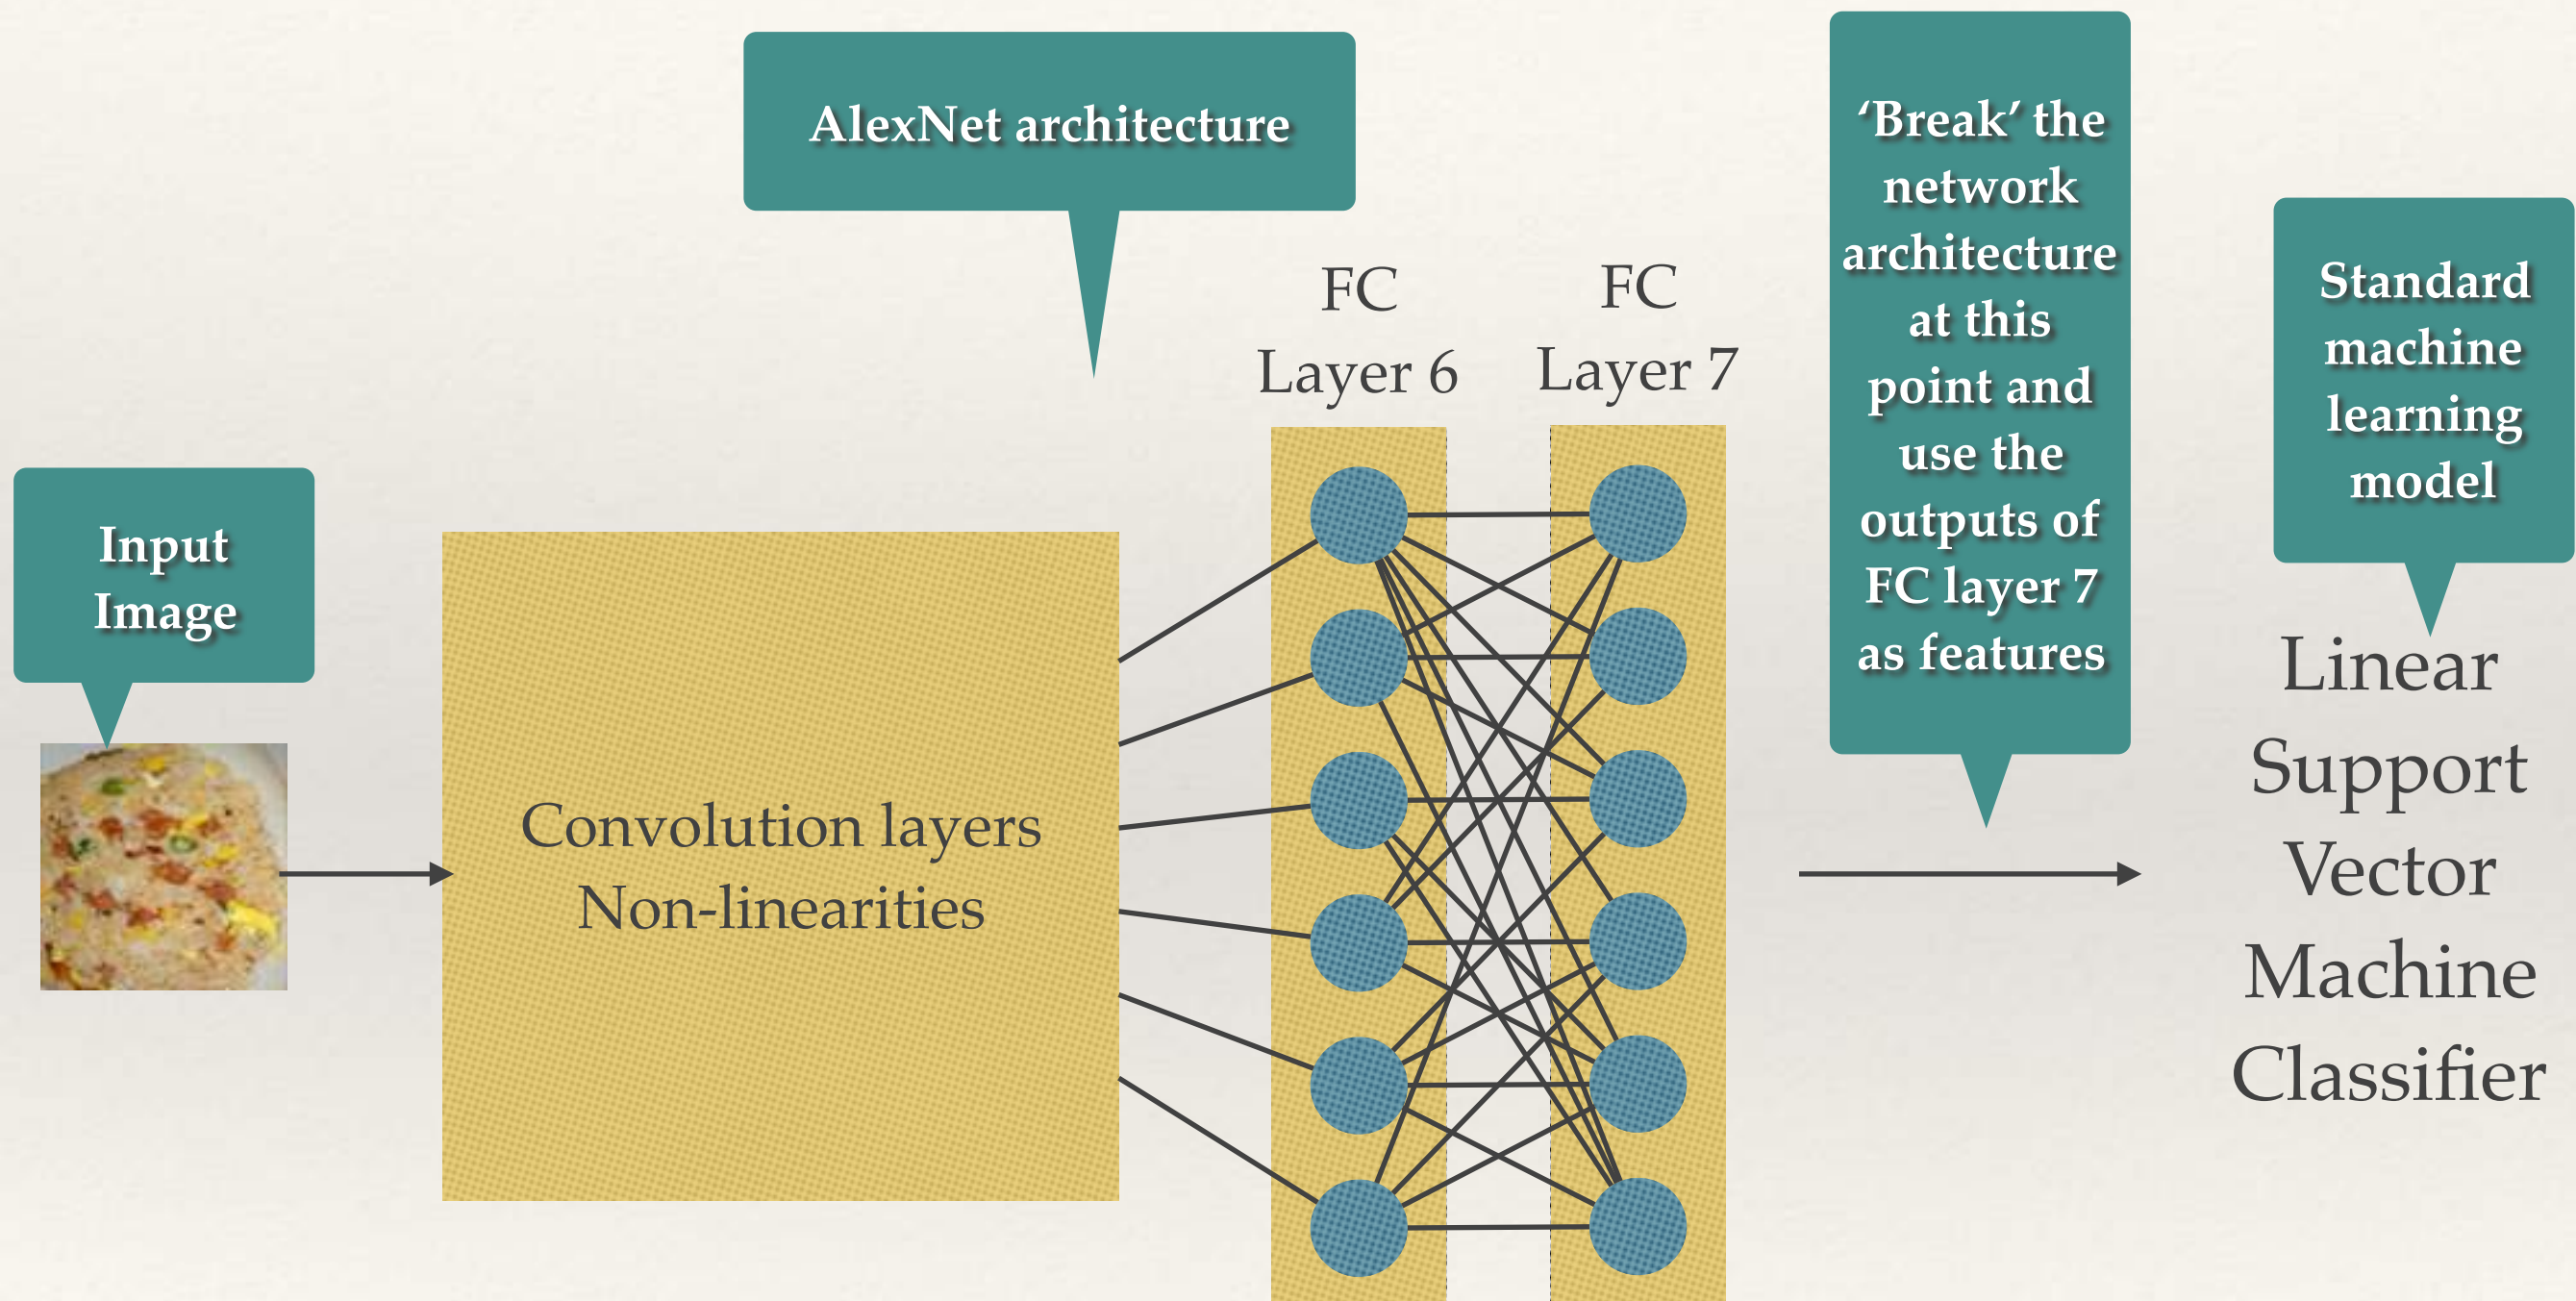 AlexNet architecture
'Break' the
network
architecture
at this
point and
use the
outputs of
FC layer 7
as features
Standard
machine
learning
model
FC
Layer 6
FC
Layer 7
Input
Image
Convolution layers
Non-linearities
Linear
Support
Vector
Machine
Classifier